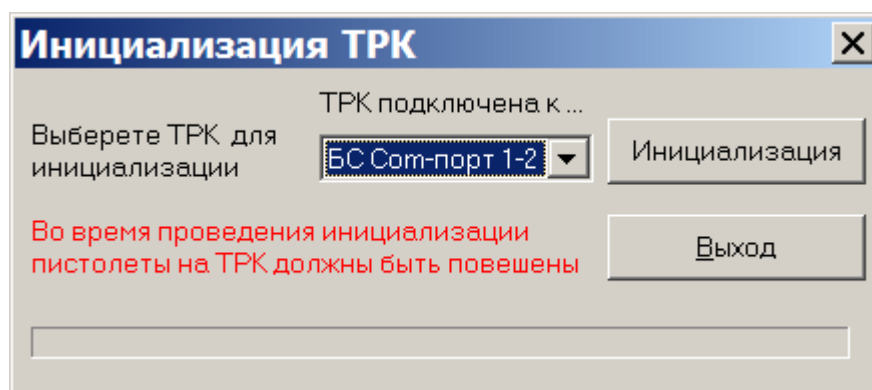 Инициализация ТРК
ТРК подключена к ...
Выберете ТРК для
инициализации
БС Com-порт 1-2
Инициализация
Во время проведения инициализации
пистолеты на ТРК должны быть повешены
Выход